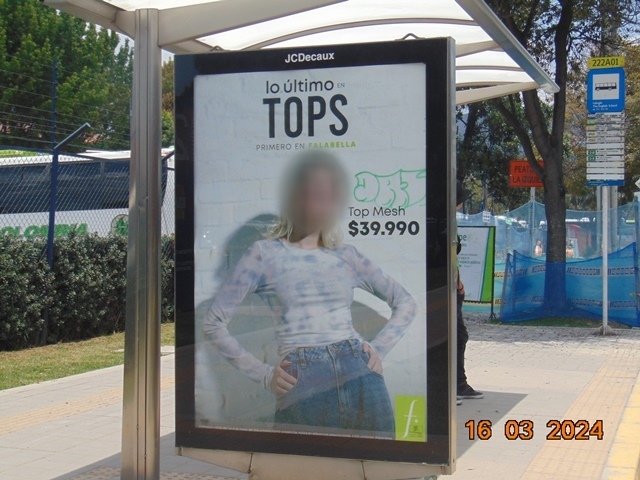 JCDecaux
lo último EN
TOPS
PRIMERO EN FALABELLA
Top Mesh
$39.990
f.
222A01
16 03 2024